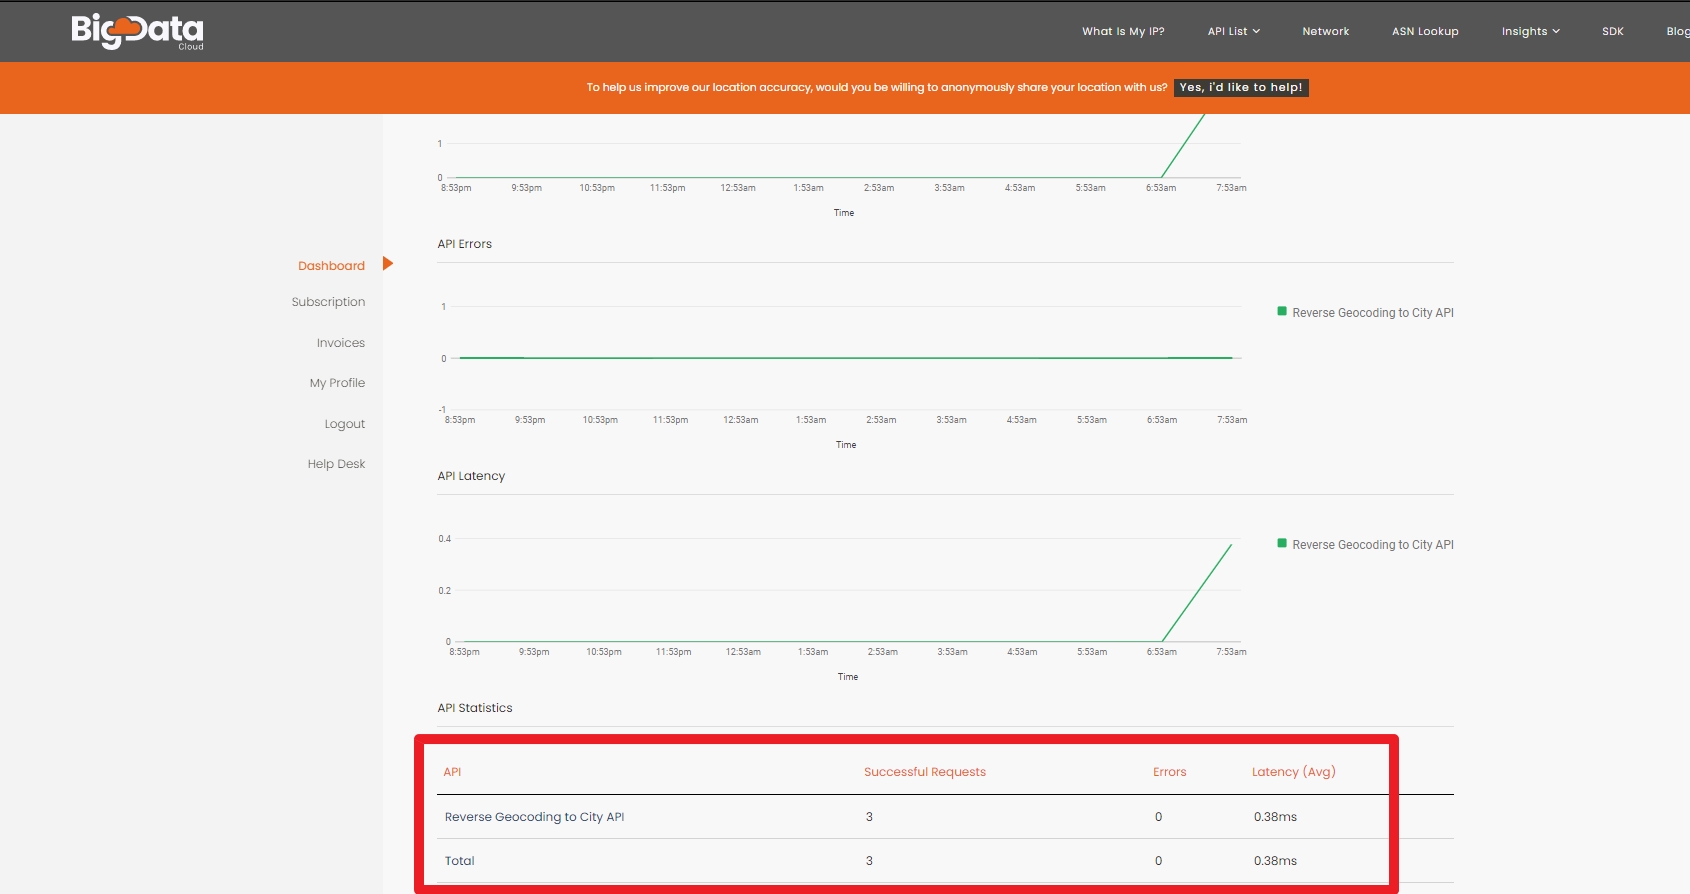 BigData
Cloud
What Is My IP? API List Network ASN Lookup Insights SDK Blog
To help us improve our location accuracy, would you be willing to anonymously share your location with us? Yes, i'd like to help!
1
0
8:53pm 9:53pm 10:53pm 11:53pm 12:53am 1:53am 2:53am 3:53am 4:53am 5:53am 6:53am 7:53am
Time
Dashboard
Subscription
Invoices
My Profile
Logout
Help Desk
API Errors
1
Reverse Geocoding to City API
0
-1
8:53pm 9:53pm 10:53pm 11:53pm 12:53am 1:53am 2:53am 3:53am 4:53am 5:53am 6:53am 7:53am
Time
API Latency
0.4
Reverse Geocoding to City API
0.2
0
8:53pm 9:53pm 10:53pm 11:53pm 12:53am 1:53am 2:53am 3:53am 4:53am 5:53am 6:53am 7:53am
Time
API Statistics
API Successful Requests Errors Latency (Avg)
Reverse Geocoding to City API 3 0 0.38ms
Total 3 0 0.38ms